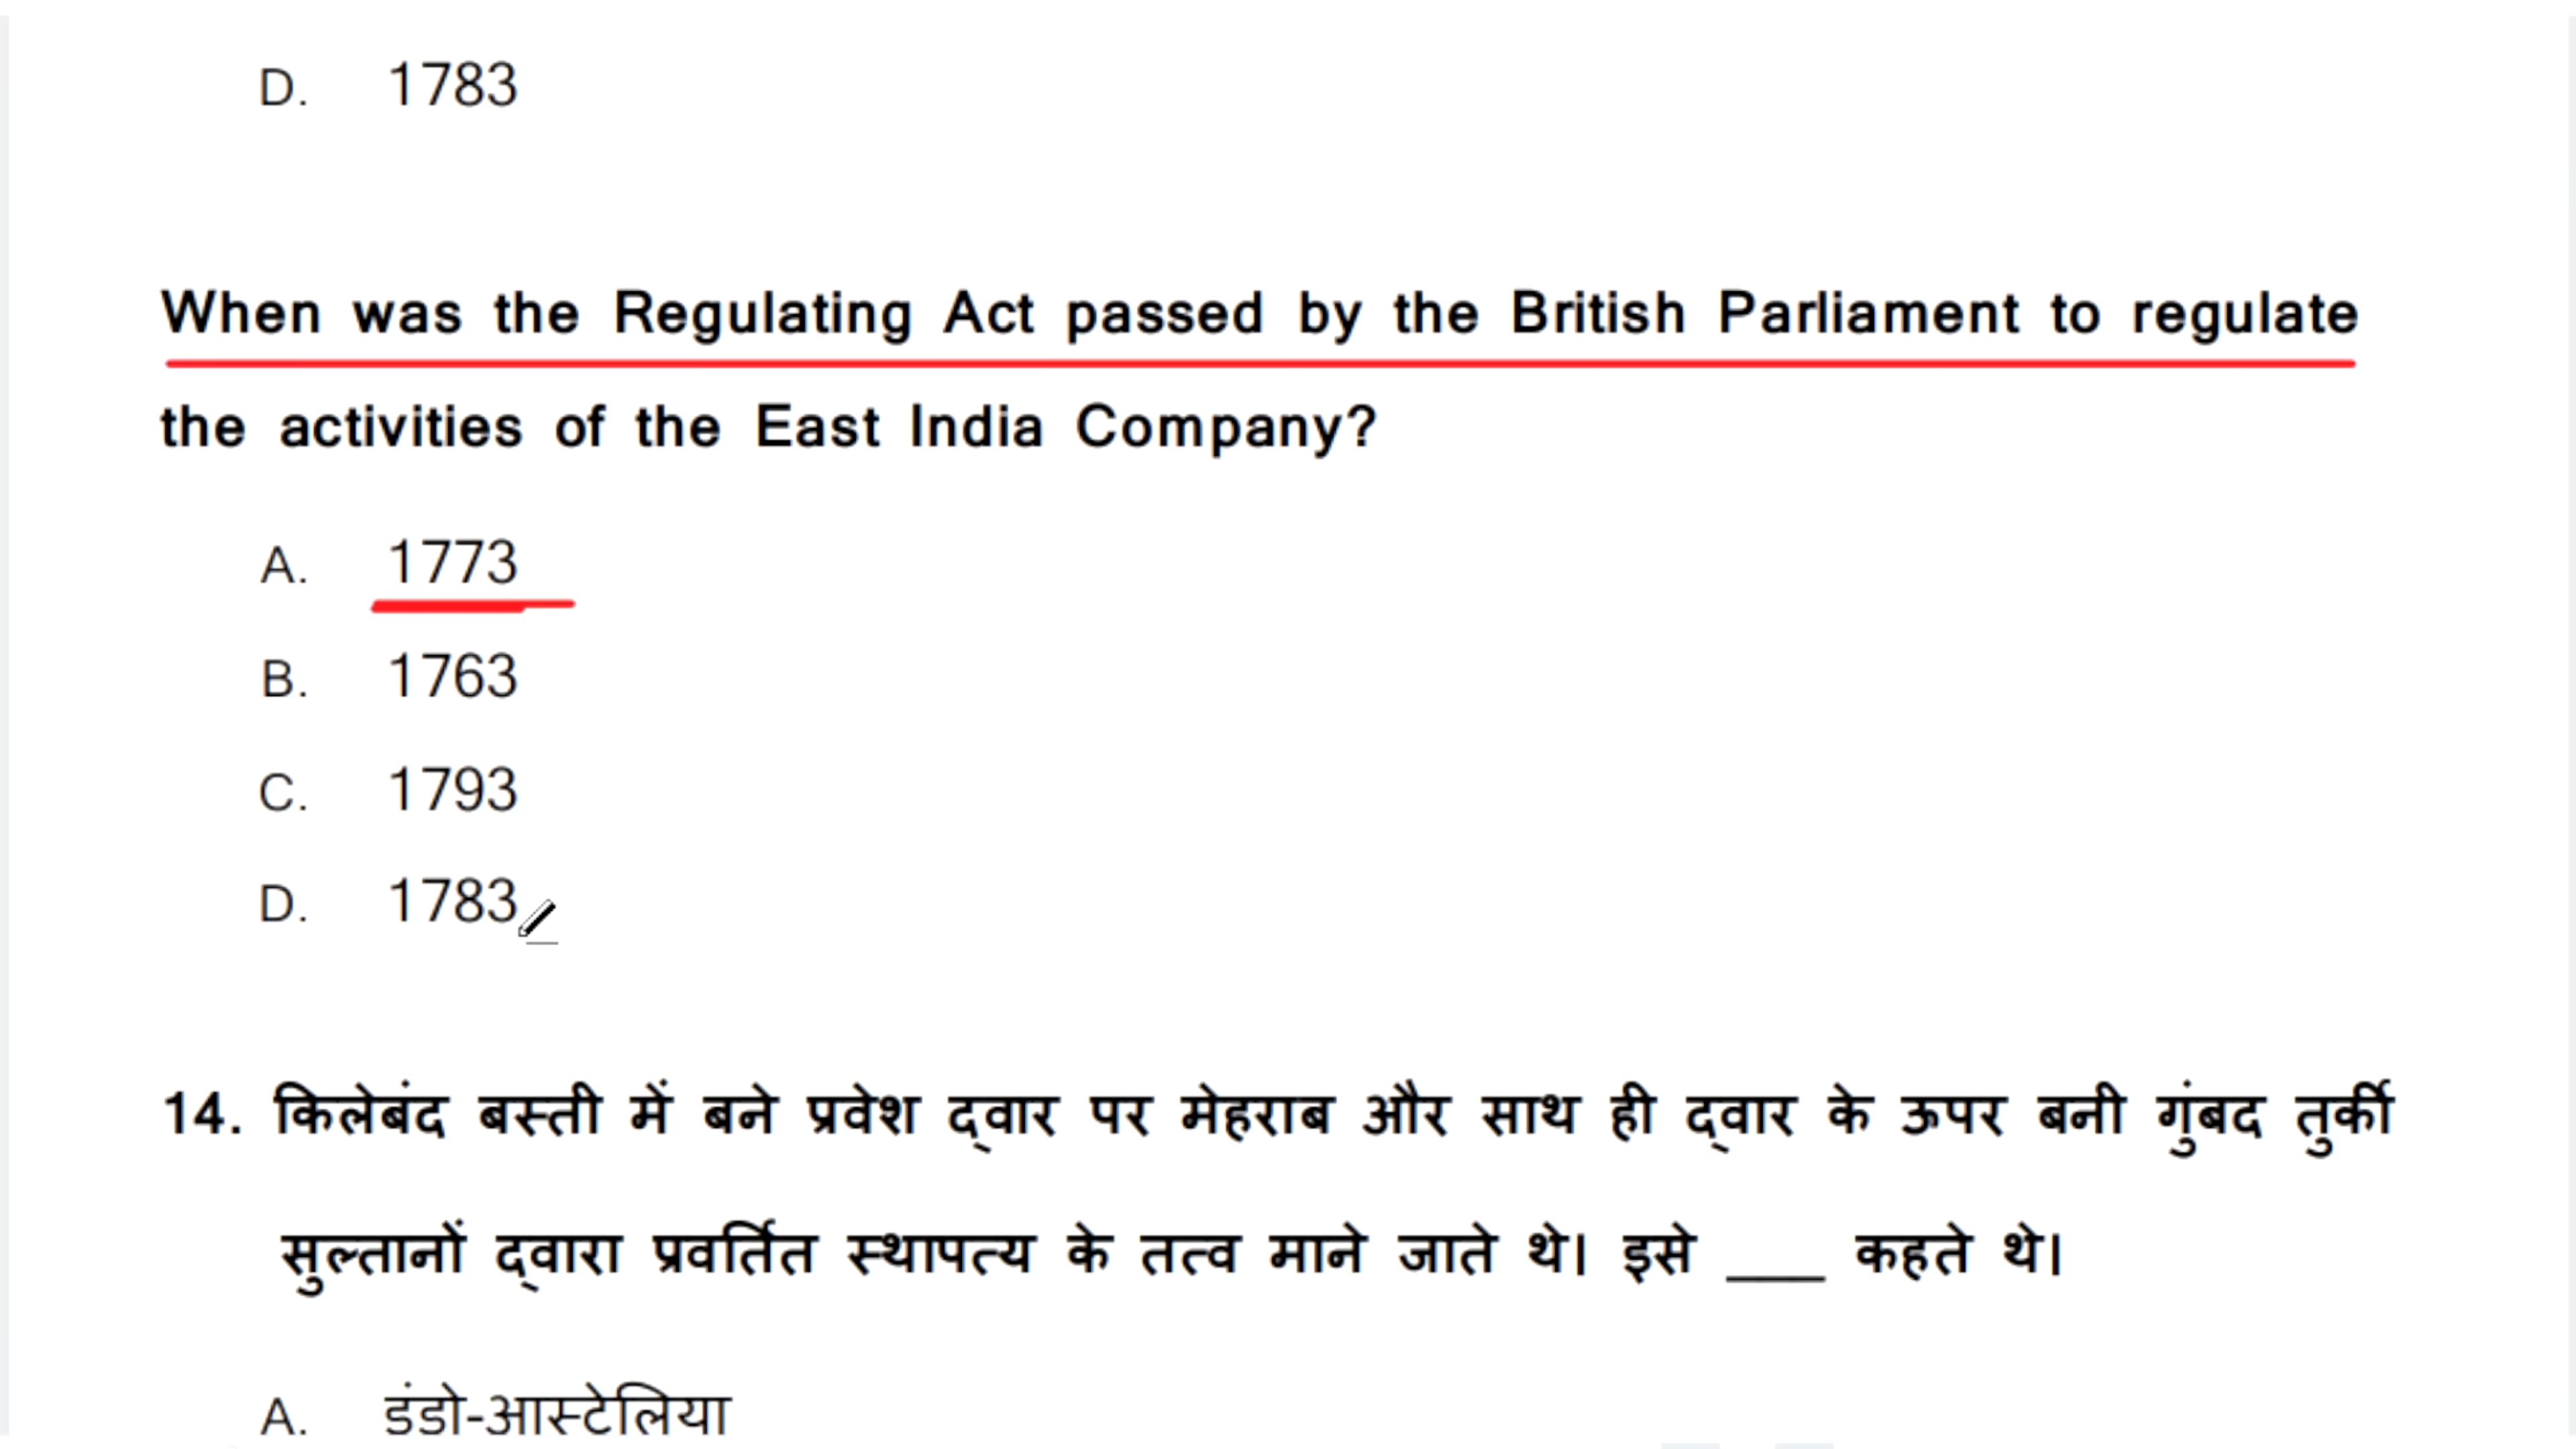 D. 1783
When was the Regulating Act passed by the British Parliament to regulate
the activities of the East India Company?
A. 1773
B. 1763
C. 1793
D. 1783
14. किलेबंद बस्ती में बने प्रवेश द्वार पर मेहराब और साथ ही द्वार के ऊपर बनी गुंबद तुर्की
सुल्तानों द्वारा प्रवर्तित स्थापत्य के तत्व माने जाते थे। इसे ___ कहते थे।
A. इंडो-आस्टेलिया